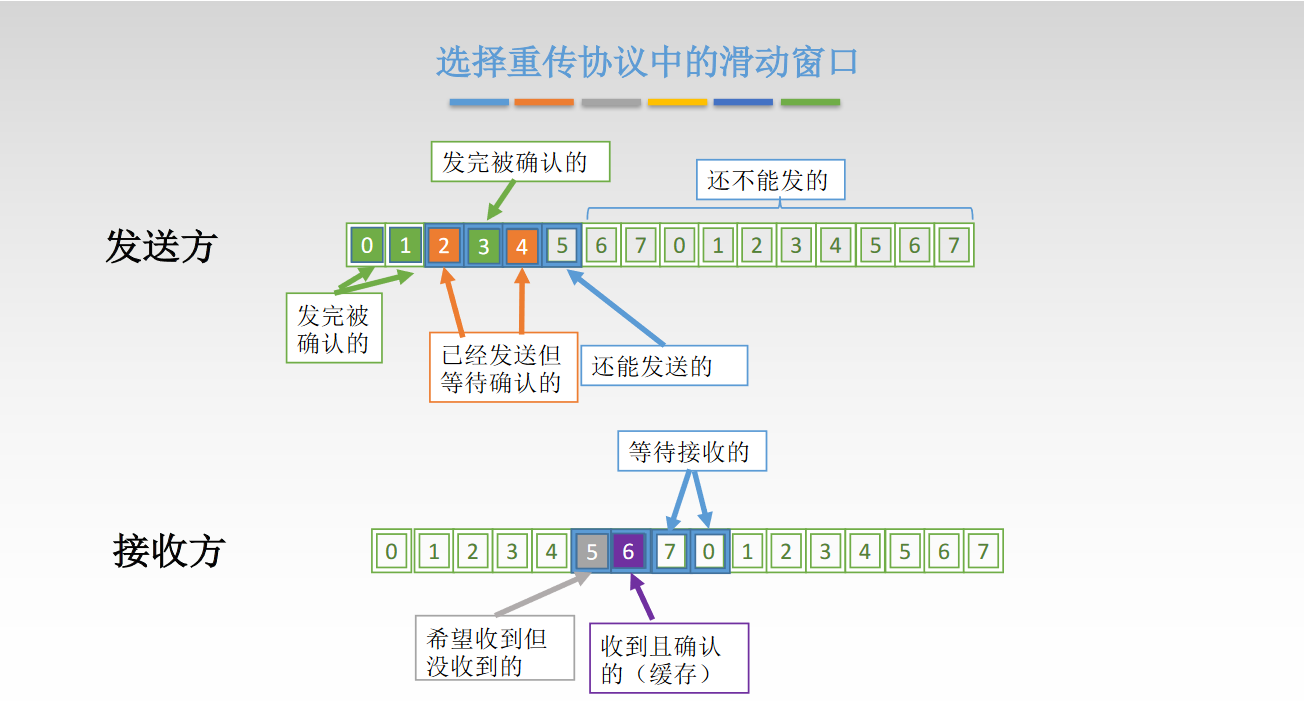 选择重传协议中的滑动窗口
发完被确认的
还不能发的
发送方
0 1 2 3 4 5 6 7 0 1 2 3 4 5 6 7
发完被
确认的
已经发送但
等待确认的
还能发送的
等待接收的
接收方
0 1 2 3 4 5 6 7 0 1 2 3 4 5 6 7
希望收到但
没收到的
收到且确认
的（缓存）